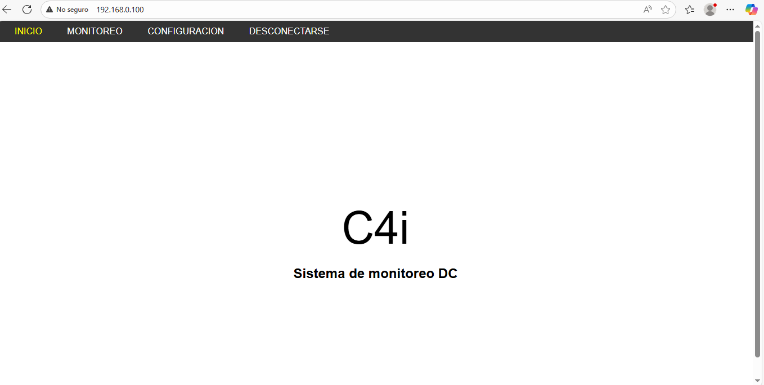 No seguro 192.168.0.100
INICIO MONITOREO CONFIGURACION DESCONECTARSE
C4i
Sistema de monitoreo DC